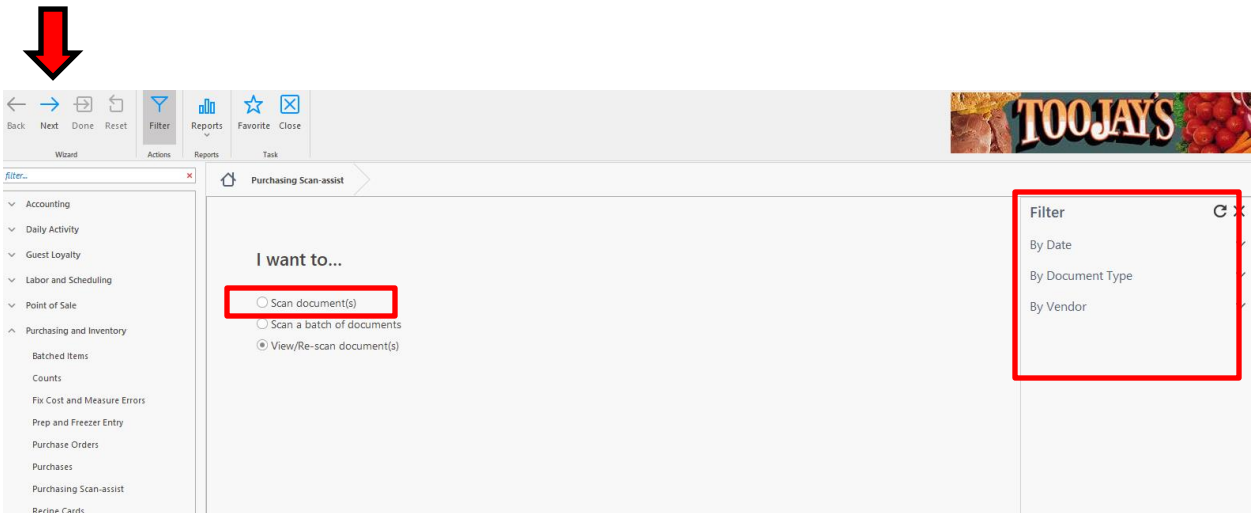 Back Next Done Reset Filter Reports Favorite Close
Wizard Actions Reports Task
TOOJAY'S
filter...
Purchasing Scan-assist
Accounting
Daily Activity
Guest Loyalty
Labor and Scheduling
Point of Sale
Purchasing and Inventory
Batched Items
Counts
Fix Cost and Measure Errors
Prep and Freezer Entry
Purchase Orders
Purchases
Purchasing Scan-assist
Recipe Cards
I want to...
Scan document(s)
Scan a batch of documents
View/Re-scan document(s)
Filter
By Date
By Document Type
By Vendor